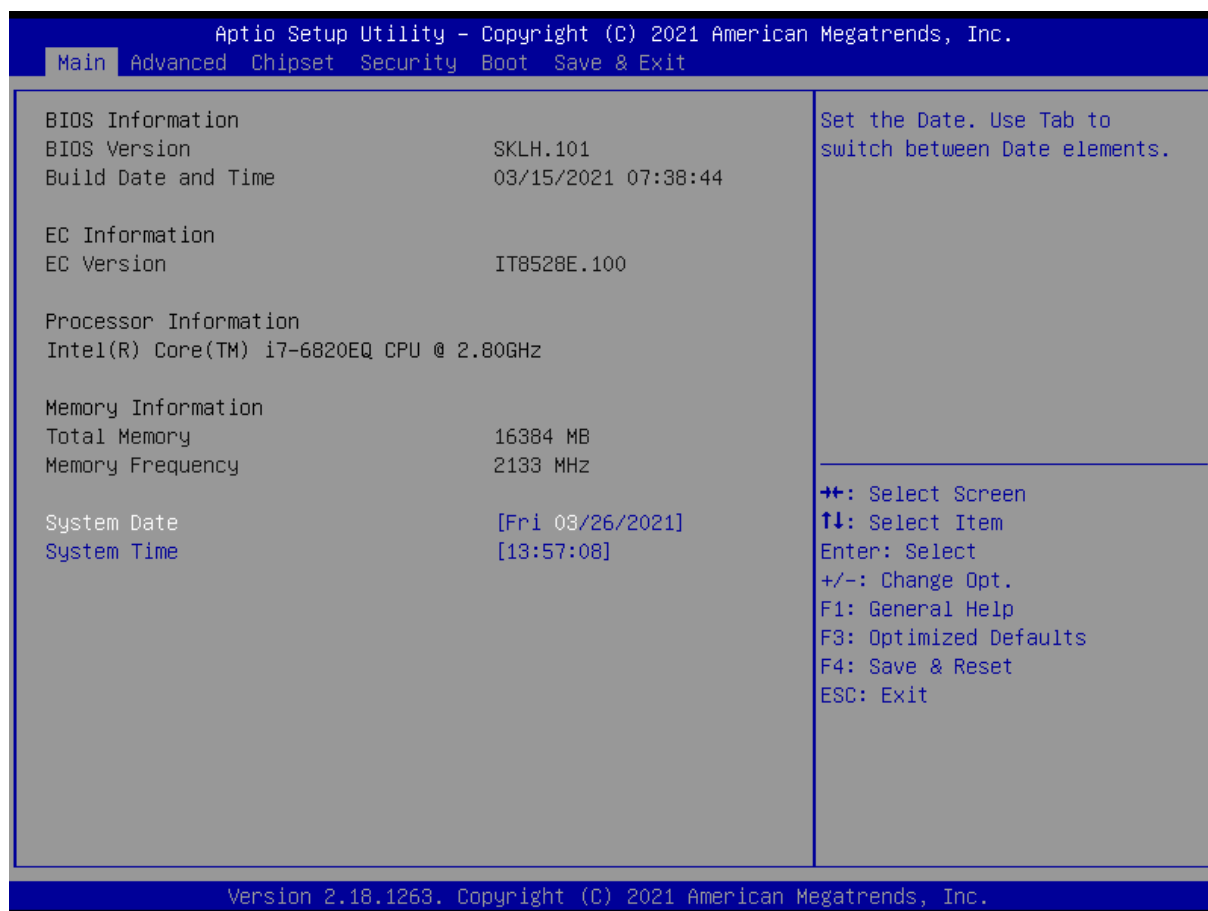 Aptio Setup Utility – Copyright (C) 2021 American Megatrends, Inc.
Main Advanced Chipset Security Boot Save & Exit
BIOS Information
BIOS Version SKLH.101
Build Date and Time 03/15/2021 07:38:44
EC Information
EC Version IT8528E.100
Processor Information
Intel(R) Core(TM) i7-6820EQ CPU @ 2.80GHz
Memory Information
Total Memory 16384 MB
Memory Frequency 2133 MHz
System Date [Fri 03/26/2021]
System Time [13:57:08]
Set the Date. Use Tab to
switch between Date elements.
→←: Select Screen
↑↓: Select Item
Enter: Select
+/-: Change Opt.
F1: General Help
F3: Optimized Defaults
F4: Save & Reset
ESC: Exit
Version 2.18.1263. Copyright (C) 2021 American Megatrends, Inc.